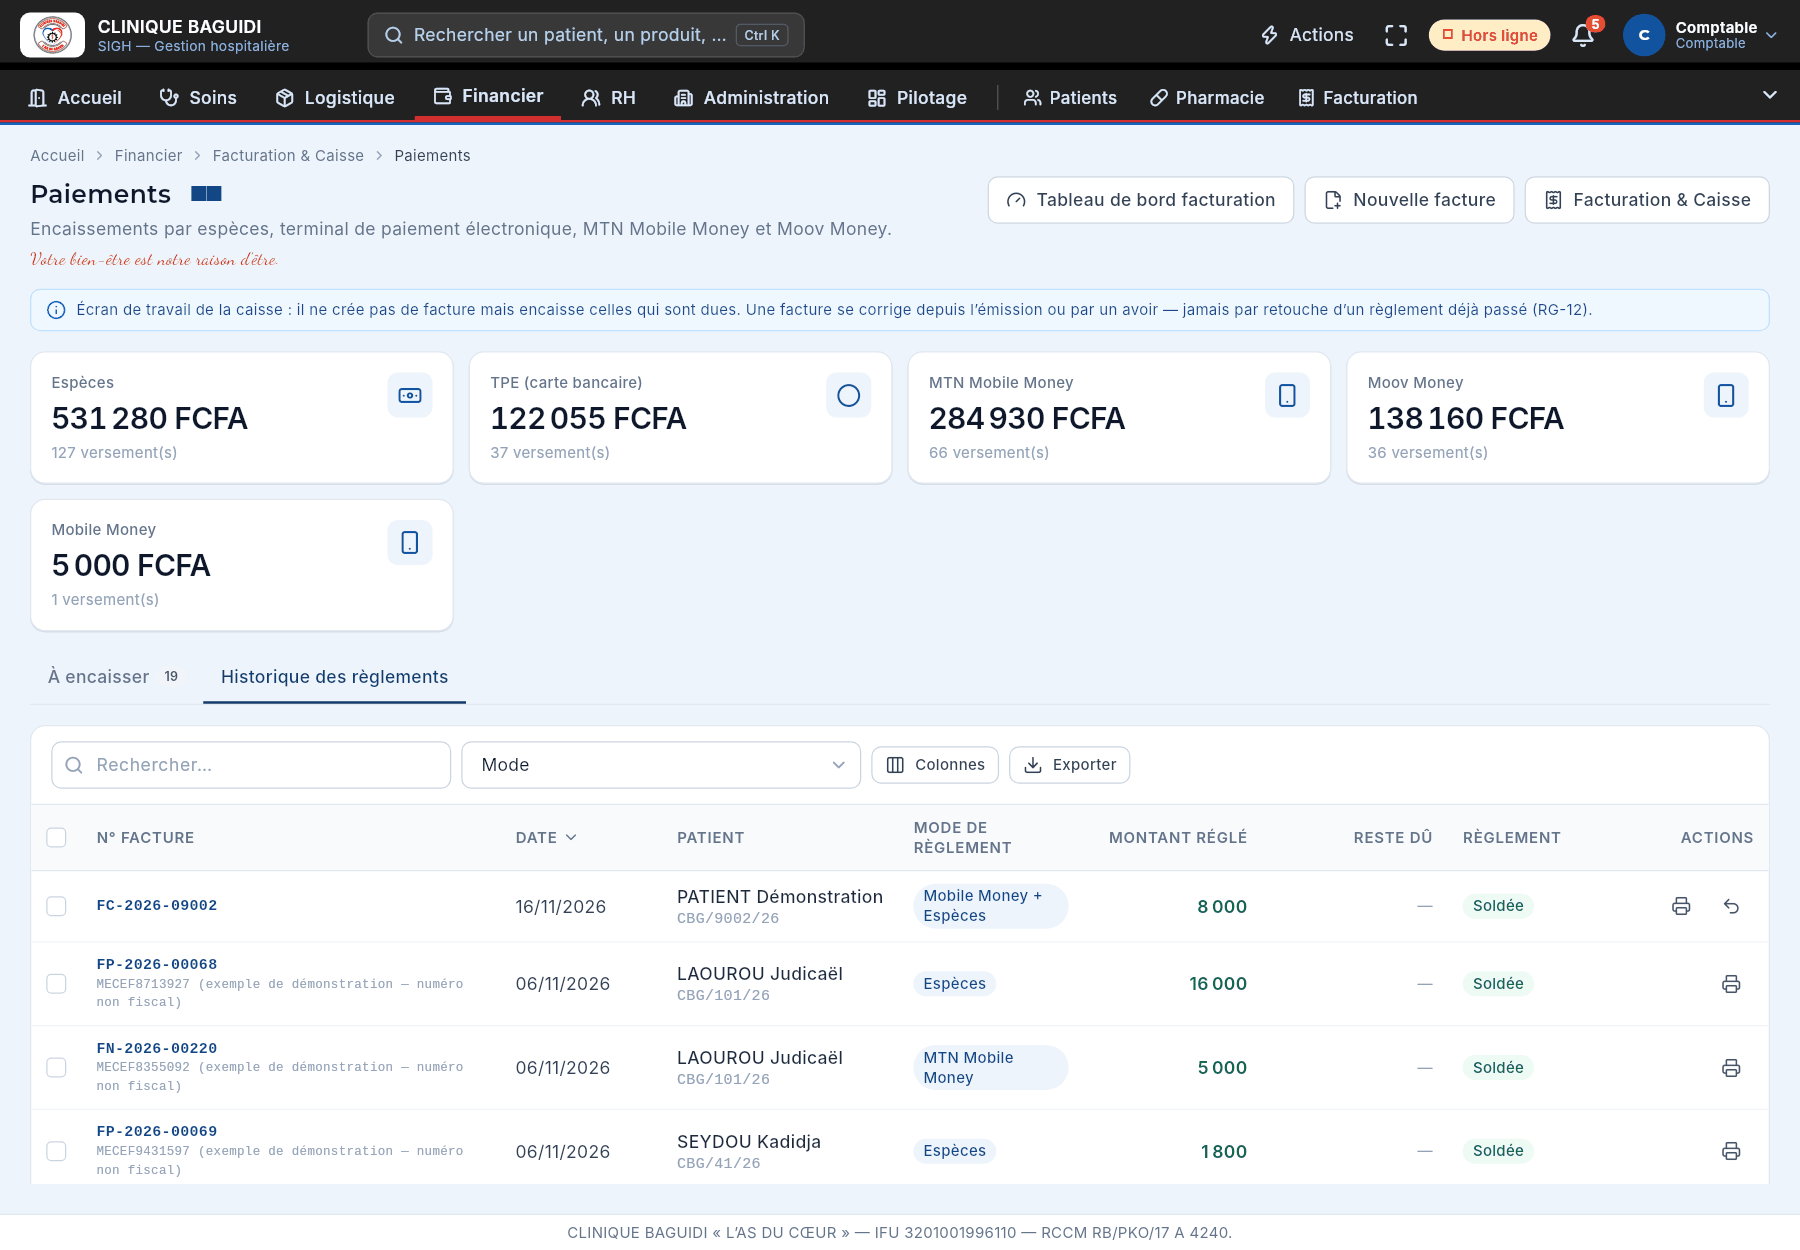 CLINIQUE BAGUIDI
SIGH — Gestion hospitalière
Rechercher un patient, un produit, ...
Ctrl K
Actions
Hors ligne
5
C
Comptable
Comptable
Accueil
Soins
Logistique
Financier
RH
Administration
Pilotage
Patients
Pharmacie
Facturation
Accueil > Financier > Facturation & Caisse > Paiements
Paiements
Tableau de bord facturation
Nouvelle facture
Facturation & Caisse
Encaissements par espèces, terminal de paiement électronique, MTN Mobile Money et Moov Money.
Votre bien-être est notre raison d'être.
Écran de travail de la caisse : il ne crée pas de facture mais encaisse celles qui sont dues. Une facture se corrige depuis l’émission ou par un avoir — jamais par retouche d’un règlement déjà passé (RG-12).
Espèces
531 280 FCFA
127 versement(s)
TPE (carte bancaire)
122 055 FCFA
37 versement(s)
MTN Mobile Money
284 930 FCFA
66 versement(s)
Moov Money
138 160 FCFA
36 versement(s)
Mobile Money
5 000 FCFA
1 versement(s)
À encaisser 19
Historique des règlements
Rechercher...
Mode
Colonnes
Exporter
N° FACTURE
DATE
PATIENT
MODE DE
RÈGLEMENT
MONTANT RÉGLÉ
RESTE DÛ
RÈGLEMENT
ACTIONS
FC-2026-09002
16/11/2026
PATIENT Démonstration
CBG/9002/26
Mobile Money +
Espèces
8 000
—
Soldée
FP-2026-00068
MECEF8713927 (exemple de démonstration — numéro
non fiscal)
06/11/2026
LAOUROU Judicaël
CBG/101/26
Espèces
16 000
—
Soldée
FN-2026-00220
MECEF8355092 (exemple de démonstration — numéro
non fiscal)
06/11/2026
LAOUROU Judicaël
CBG/101/26
MTN Mobile
Money
5 000
—
Soldée
FP-2026-00069
MECEF9431597 (exemple de démonstration — numéro
non fiscal)
06/11/2026
SEYDOU Kadidja
CBG/41/26
Espèces
1 800
—
Soldée
CLINIQUE BAGUIDI « L’AS DU CŒUR » — IFU 3201001996110 — RCCM RB/PKO/17 A 4240.